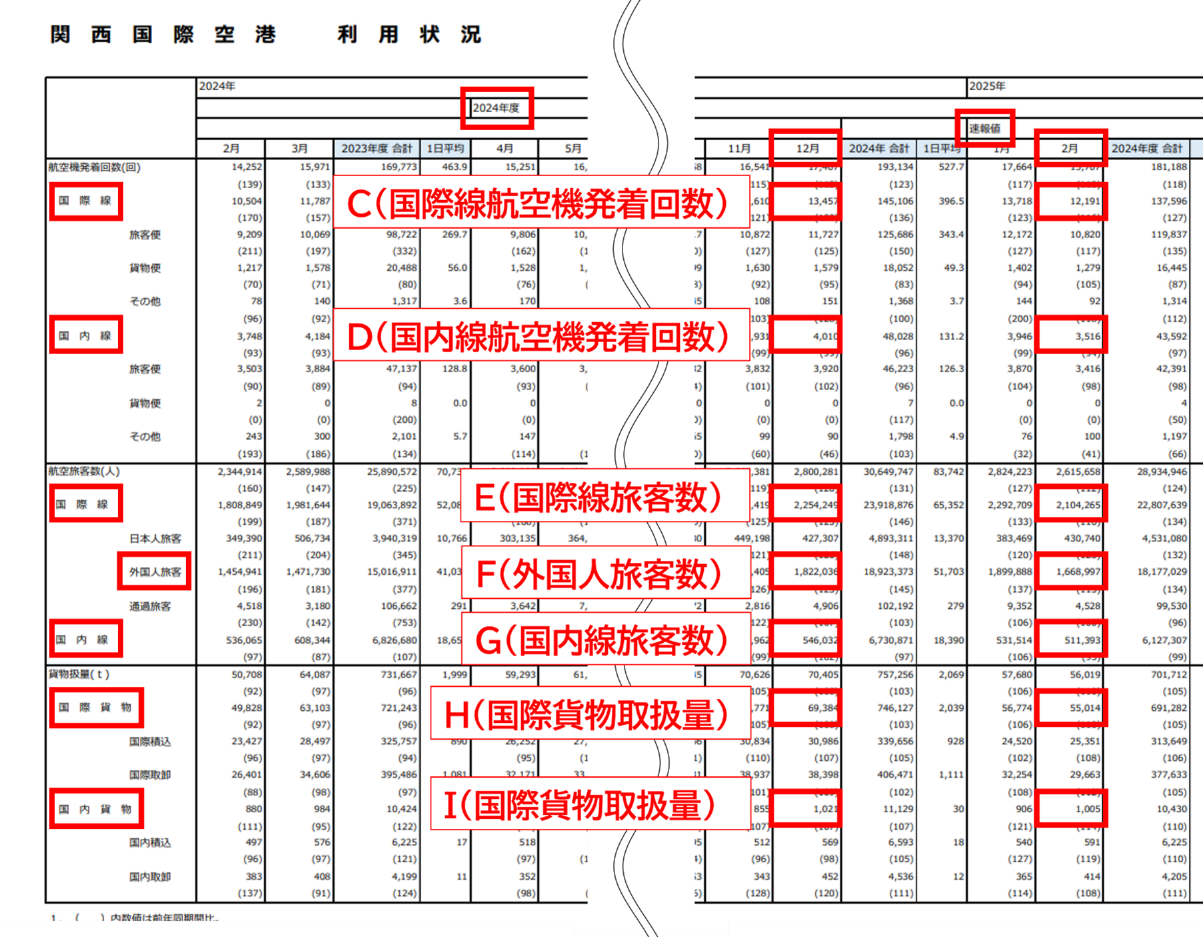 関西国際空港 利用状況
2024年 2025年
2024年度
速報値
2月 3月 2023年度 合計 1日平均 4月 5月 11月 12月 2024年 合計 1日平均 1月 2月 2024年度 合計
航空機発着回数(回) 14,252 15,971 169,773 463.9 15,251 16, 16,541 193,134 527.7 17,664 181,188
(139) (133) (123) (117) (118)
国際線 10,504 11,787 C(国際線航空機発着回数) 13,457 145,106 396.5 13,718 12,191 137,596
(170) (157) (136) (123) (127)
旅客便 9,209 10,069 98,722 269.7 9,806 10, 10,872 11,727 125,686 343.4 12,172 10,820 119,837
(211) (197) (332) (162) (1 (127) (125) (150) (127) (117) (135)
貨物便 1,217 1,578 20,488 56.0 1,528 1, 1,630 1,579 18,052 49.3 1,402 1,279 16,445
(70) (71) (80) (76) ( (92) (95) (83) (94) (105) (87)
その他 78 140 1,317 3.6 170 108 151 1,368 3.7 144 92 1,314
(96) (92) (100) (200) (112)
国内線 3,748 4,184 D(国内線航空機発着回数) 4,010 48,028 131.2 3,946 3,516 43,592
(93) (93) (96) (99) (97)
旅客便 3,503 3,884 47,137 128.8 3,600 3, 3,832 3,920 46,223 126.3 3,870 3,416 42,391
(90) (89) (94) (93) ( (101) (102) (96) (104) (98) (98)
貨物便 2 0 8 0.0 0 0 0 7 0.0 0 0 4
(0) (0) (200) (0) (0) (0) (117) (0) (0) (50)
その他 243 300 2,101 5.7 147 99 90 1,798 4.9 76 100 1,197
(193) (186) (134) (114) (1 (60) (46) (103) (32) (41) (66)
航空旅客数(人) 2,344,914 2,589,988 25,890,572 2,800,281 30,649,747 83,742 2,824,223 2,615,658 28,934,946
(160) (147) (225) (131) (127) (124)
国際線 1,808,849 1,981,644 19,063,892 E(国際線旅客数) 2,254,249 23,918,876 65,352 2,292,709 2,104,265 22,807,639
(199) (187) (371) (146) (133) (134)
日本人旅客 349,390 506,734 3,940,319 10,766 303,135 364, 449,198 427,307 4,893,311 13,370 383,469 430,740 4,531,080
(211) (204) (345) (148) (120) (132)
外国人旅客 1,454,941 1,471,730 15,016,911 F(外国人旅客数) 1,822,036 18,923,373 51,703 1,899,888 1,668,997 18,177,029
(196) (181) (377) (145) (137) (134)
通過旅客 4,518 3,180 106,662 291 3,642 7, 2,816 4,906 102,192 279 9,352 4,528 99,530
(230) (142) (753) (103) (106) (96)
国内線 536,065 608,344 6,826,680 G(国内線旅客数) 546,032 6,730,871 18,390 531,514 511,393 6,127,307
(97) (87) (107) (97) (106) (99)
貨物扱量(t) 50,708 64,087 731,667 1,999 59,293 61, 70,626 70,405 757,256 2,069 57,680 56,019 701,712
(92) (97) (96) (103) (106) (105)
国際貨物 49,828 63,103 721,243 H(国際貨物取扱量) 69,384 746,127 2,039 56,774 55,014 691,282
(92) (97) (96) (103) (106) (105)
国際積込 23,427 28,497 325,757 890 26,252 27, 30,834 30,986 339,656 928 24,520 25,351 313,649
(96) (97) (94) (95) (1 (110) (107) (105) (102) (108) (106)
国際取卸 26,401 34,606 395,486 1,081 32,171 33 38,937 38,398 406,471 1,111 32,254 29,663 377,633
(88) (98) (97) (102) (108) (105)
国内貨物 880 984 10,424 I(国際貨物取扱量) 855 1,021 11,129 30 906 1,005 10,430
(111) (95) (122) (107) (121) (110)
国内積込 497 576 6,225 17 518 512 569 6,593 18 540 591 6,225
(96) (97) (121) (97) (1 (96) (98) (105) (127) (119) (110)
国内取卸 383 408 4,199 11 352 343 452 4,536 12 365 414 4,205
(137) (91) (124) (98) ( (128) (120) (111) (114) (108) (111)
1. ( )内数値は前年同期間比。